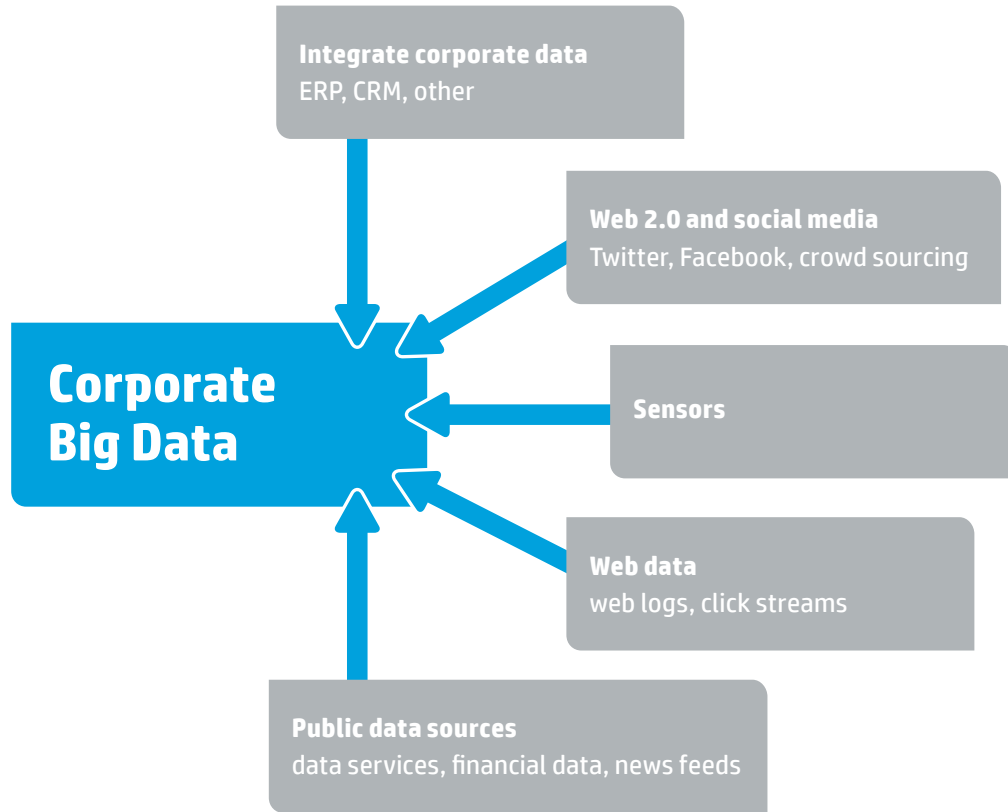 Integrate corporate data
ERP, CRM, other
Web 2.0 and social media
Twitter, Facebook, crowd sourcing
Corporate
Big Data
Sensors
Web data
web logs, click streams
Public data sources
data services, financial data, news feeds